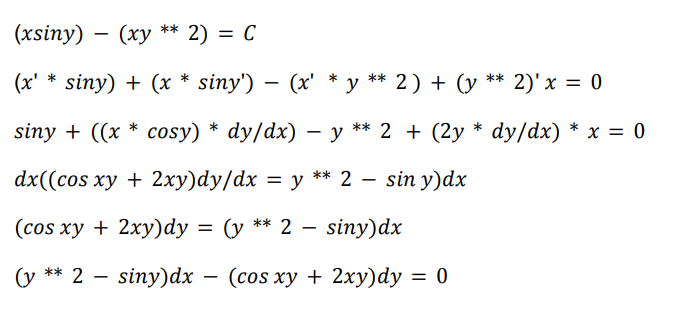 (xsiny) − (xy ** 2) = C
(x' * siny) + (x * siny') − (x' * y ** 2 ) + (y ** 2)' x = 0
siny + ((x * cosy) * dy/dx) − y ** 2 + (2y * dy/dx) * x = 0
dx((cos xy + 2xy)dy/dx = y ** 2 − sin y)dx
(cos xy + 2xy)dy = (y ** 2 − siny)dx
(y ** 2 − siny)dx − (cos xy + 2xy)dy = 0